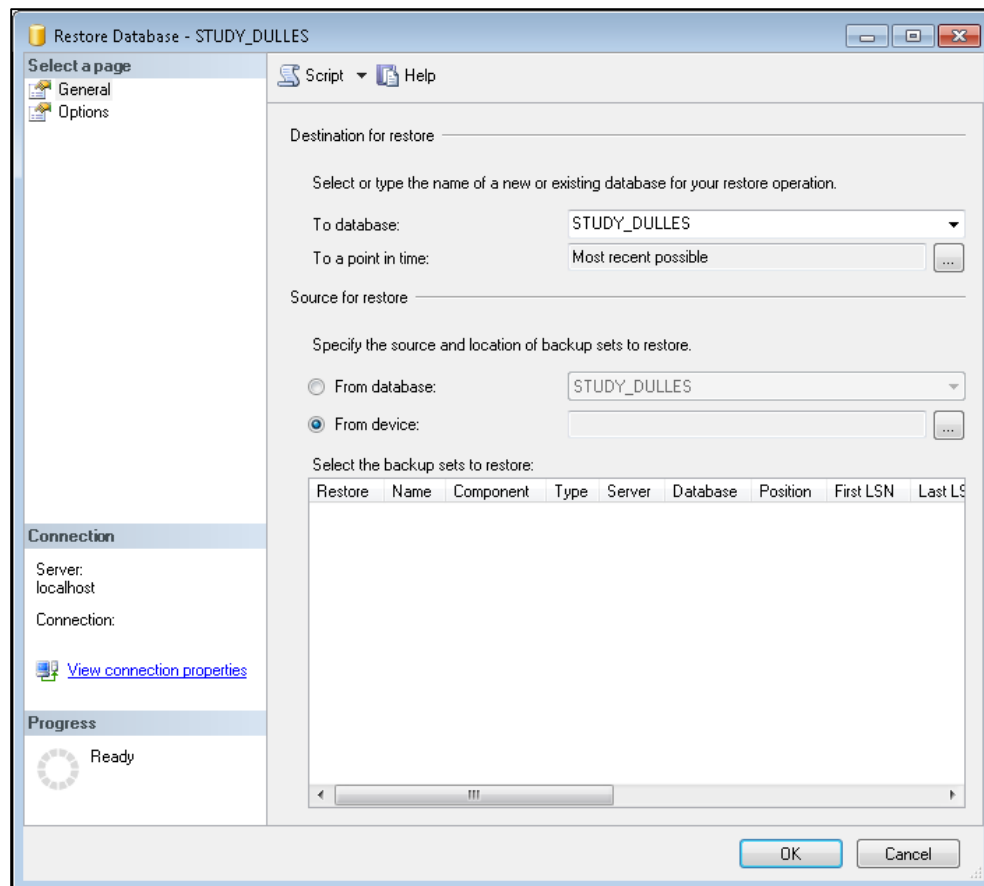 Restore Database - STUDY_DULLES
Select a page
General
Options
Script
Help
Destination for restore
Select or type the name of a new or existing database for your restore operation.
To database:
STUDY_DULLES
To a point in time:
Most recent possible
...
Source for restore
Specify the source and location of backup sets to restore.
From database:
STUDY_DULLES
From device:
...
Select the backup sets to restore:
Restore Name Component Type Server Database Position First LSN Last LS
Connection
Server:
localhost
Connection:
View connection properties
Progress
Ready
OK
Cancel